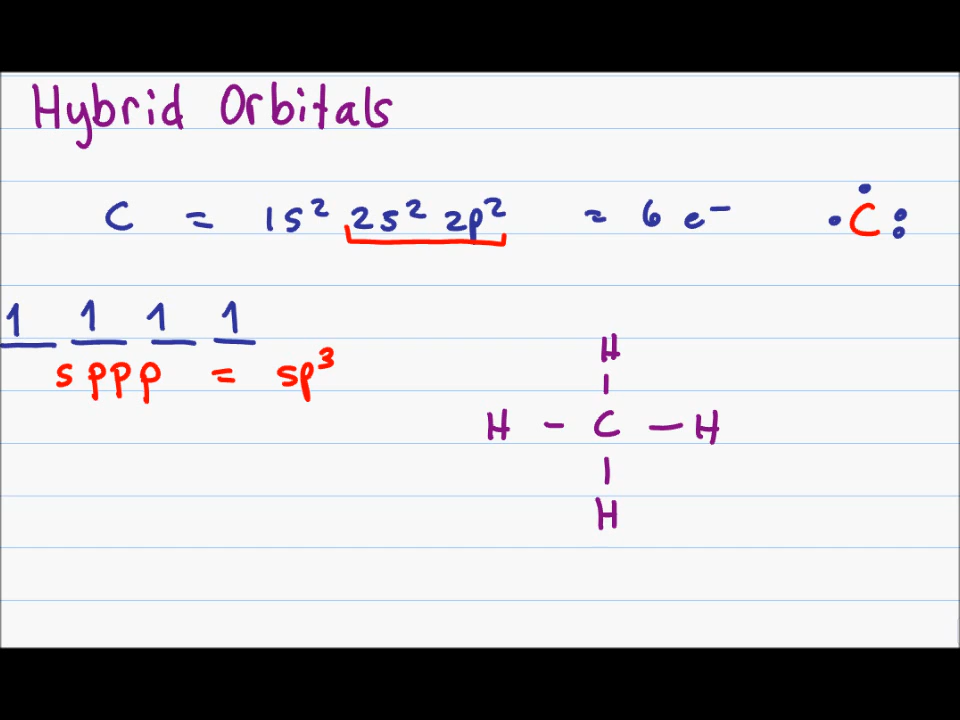 Hybrid Orbitals
C = 1s² 2s² 2p² = 6 e⁻ C
1 1 1 1
s p p p = sp³
H
H - C - H
H